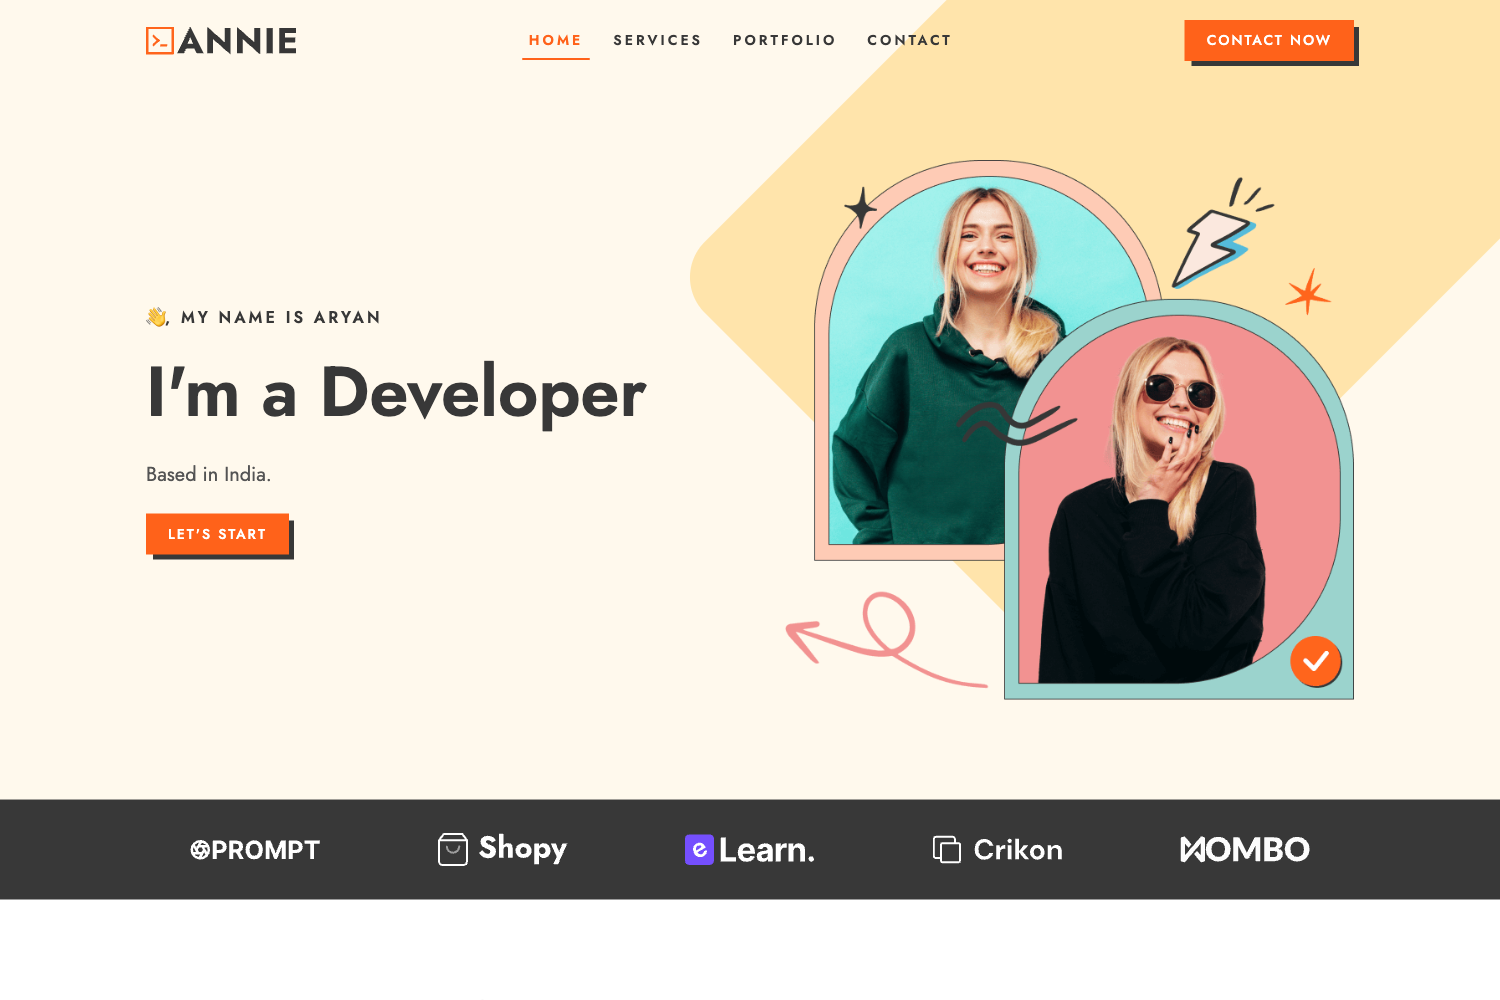 ANNIE
HOME SERVICES PORTFOLIO CONTACT
CONTACT NOW
👋, MY NAME IS ARYAN
I'm a Developer
Based in India.
LET'S START
PROMPT
Shopy
e Learn.
Crikon
MOMBO